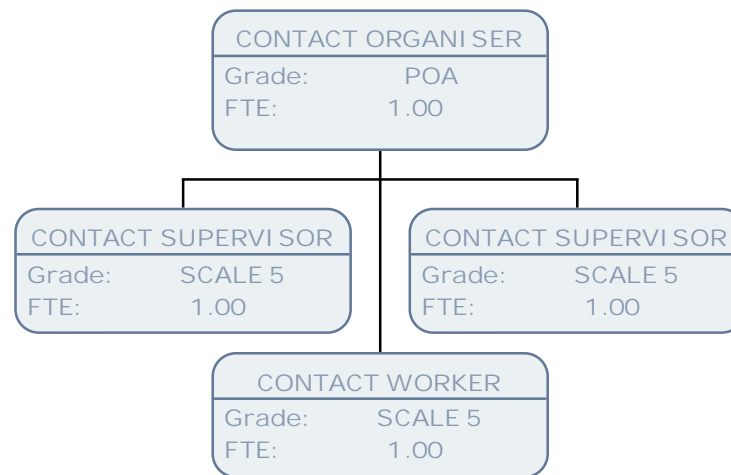 CONTACT ORGANISER
Grade: POA
FTE: 1.00
CONTACT SUPERVISOR
Grade: SCALE 5
FTE: 1.00
CONTACT SUPERVISOR
Grade: SCALE 5
FTE: 1.00
CONTACT WORKER
Grade: SCALE 5
FTE: 1.00